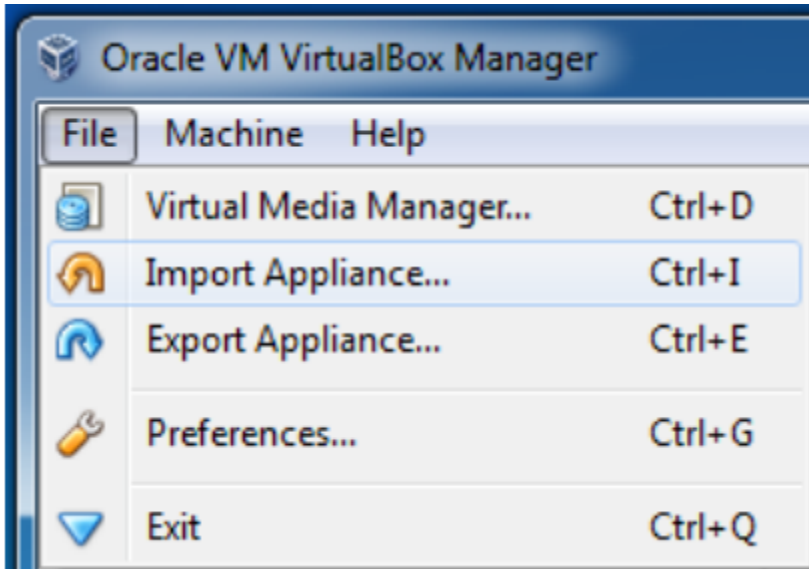 Oracle VM VirtualBox Manager
File Machine Help
Virtual Media Manager... Ctrl+D
Import Appliance... Ctrl+I
Export Appliance... Ctrl+E
Preferences... Ctrl+G
Exit Ctrl+Q